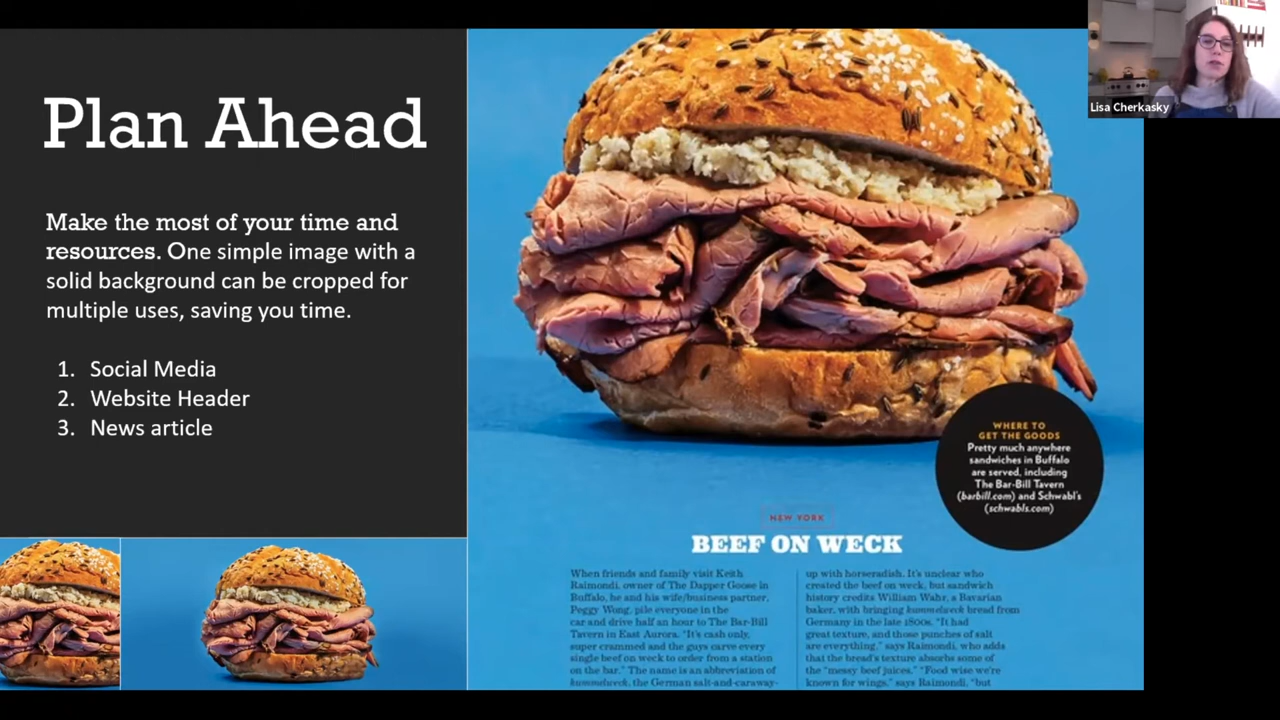 Plan Ahead
Make the most of your time and
resources. One simple image with a
solid background can be cropped for
multiple uses, saving you time.
1. Social Media
2. Website Header
3. News article
Lisa Cherkasky
WHERE TO
GET THE GOODS
Pretty much anywhere
sandwiches in Buffalo
are served, including
The Bar-Bill Tavern
(barbill.com) and Schwabl's
(schwabls.com)
NEW YORK
BEEF ON WECK
When friends and family visit Keith
Raimondi, owner of The Dapper Goose in
Buffalo, he and his wife/business partner,
Peggy Wong, pile everyone in the
car and drive half an hour to The Bar-Bill
Tavern in East Aurora. "It's cash only,
super crammed and the guys carve every
single beef on weck to order from a station
on the bar." The name is an abbreviation of
kummelweck, the German salt-and-caraway-
up with horseradish. It's unclear who
created the beef on weck, but sandwich
history credits William Wahr, a Bavarian
baker, with bringing kummelweck bread from
Germany in the late 1800s. "It had
great texture, and those punches of salt
are everything," says Raimondi, who adds
that the bread's texture absorbs some of
the "messy beef juices." "Food wise we're
known for wings," says Raimondi, "but